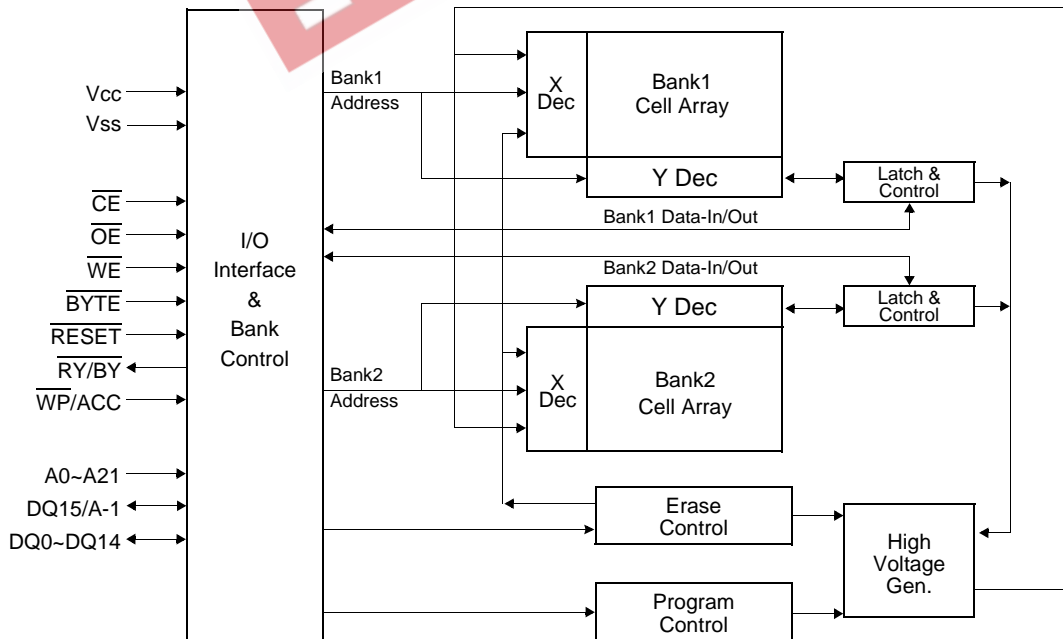 Vcc
Vss
CE
OE
WE
BYTE
RESET
RY/BY
WP/ACC
A0~A21
DQ15/A-1
DQ0~DQ14
I/O
Interface
&
Bank
Control
Bank1
Address
X
Dec
Bank1
Cell Array
Y Dec
Latch &
Control
Bank1 Data-In/Out
Bank2 Data-In/Out
Y Dec
Latch &
Control
Bank2
Address
X
Dec
Bank2
Cell Array
Erase
Control
High
Voltage
Gen.
Program
Control